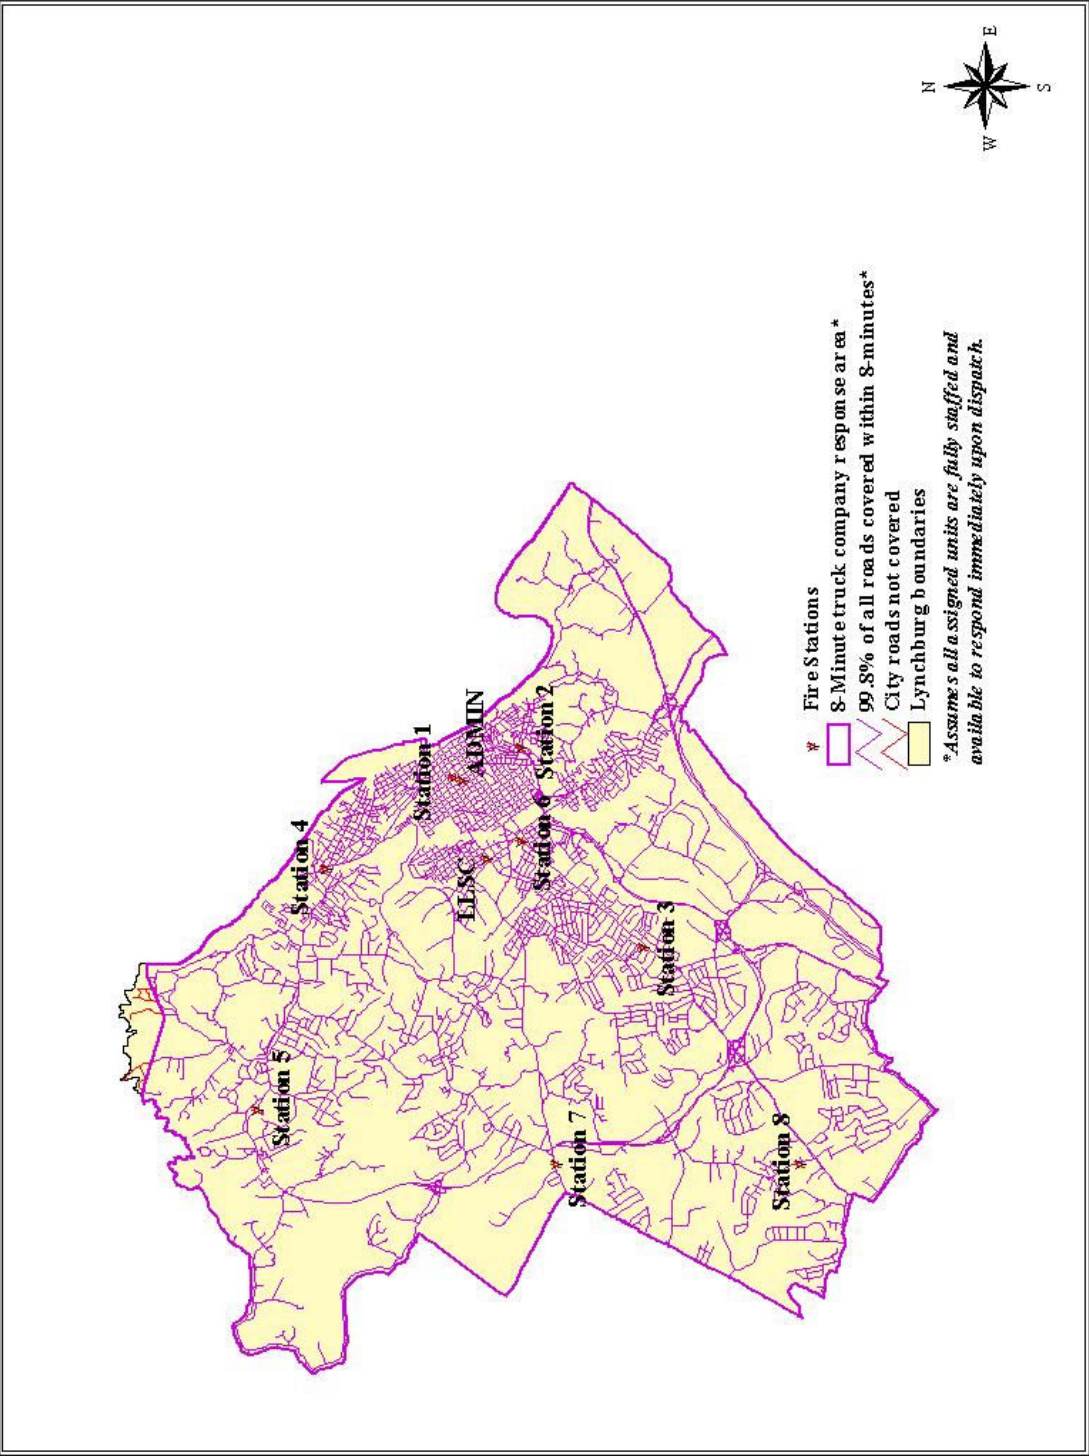 Station 5
Station 4
Station 1
LLSC
ADMIN
Station 6
Station 2
Station 7
Station 3
Station 8
Fire Stations
8-Minute truck company response area*
99.8% of all roads covered within 8-minutes*
City roads not covered
Lynchburg boundaries
*Assumes all assigned units are fully staffed and
available to respond immediately upon dispatch.
N
W
E
S